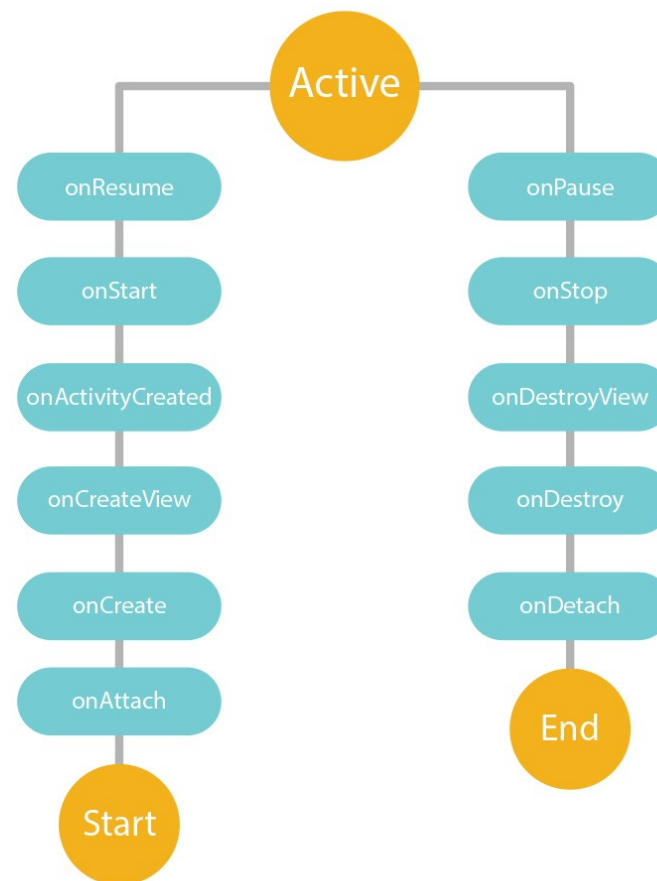 Active
onResume
onStart
onActivityCreated
onCreateView
onCreate
onAttach
Start
onPause
onStop
onDestroyView
onDestroy
onDetach
End